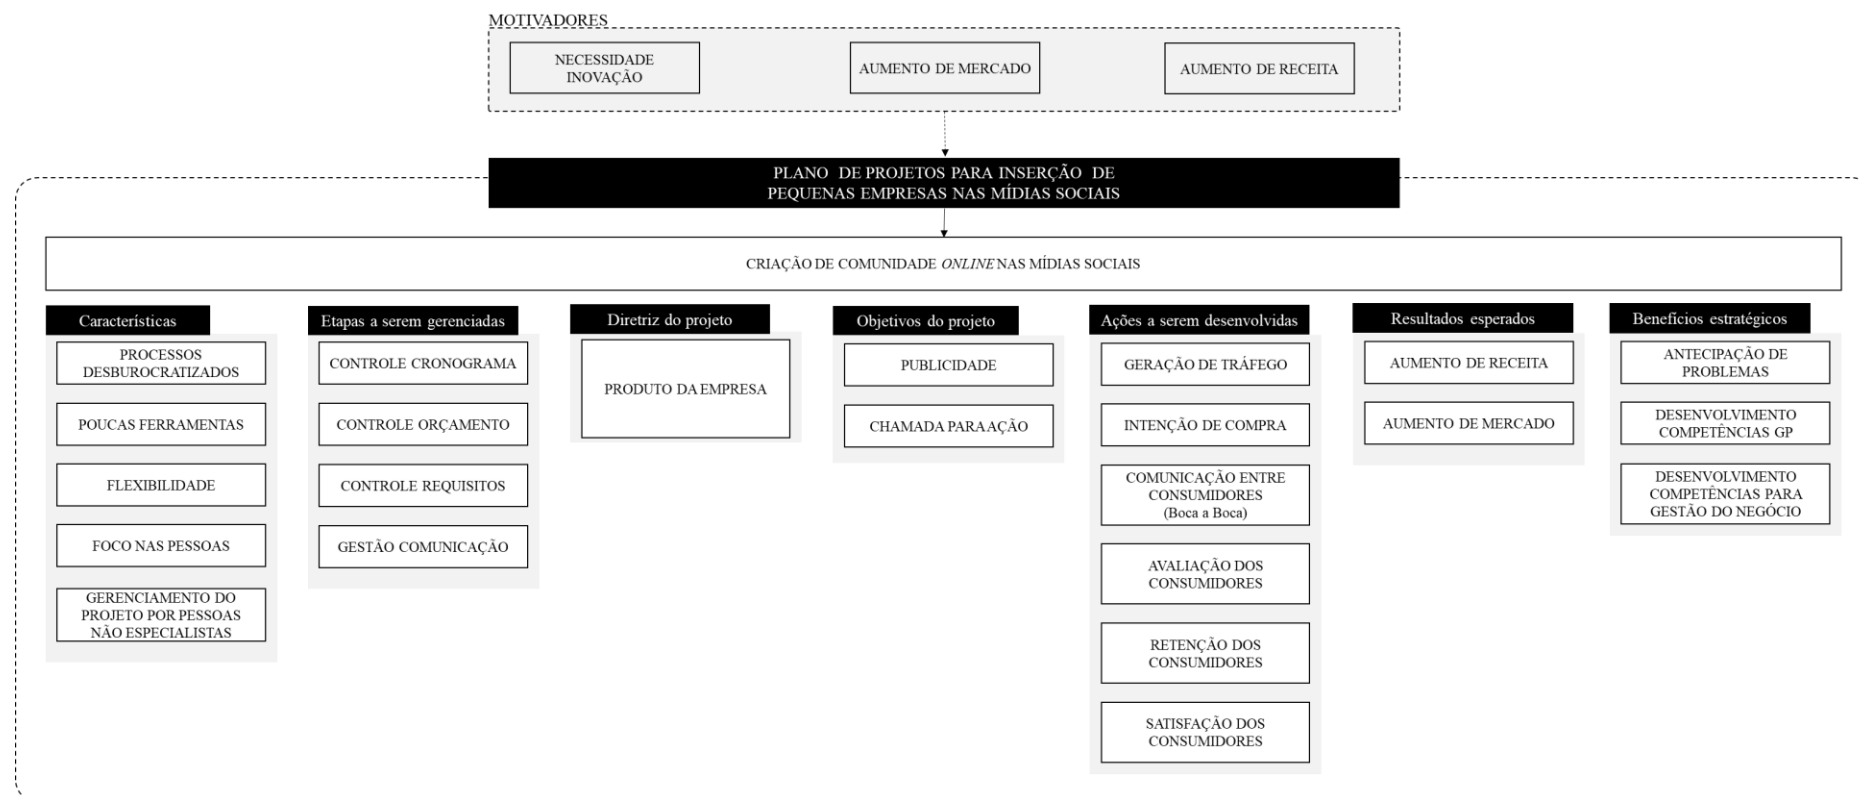 MOTIVADORES
NECESSIDADE
INOVAÇÃO
AUMENTO DE MERCADO
AUMENTO DE RECEITA
PLANO DE PROJETOS PARA INSERÇÃO DE
PEQUENAS EMPRESAS NAS MÍDIAS SOCIAIS
CRIAÇÃO DE COMUNIDADE ONLINE NAS MÍDIAS SOCIAIS
Características
PROCESSOS
DESBUROCRATIZADOS
POUCAS FERRAMENTAS
FLEXIBILIDADE
FOCO NAS PESSOAS
GERENCIAMENTO DO
PROJETO POR PESSOAS
NÃO ESPECIALISTAS
Etapas a serem gerenciadas
CONTROLE CRONOGRAMA
CONTROLE ORÇAMENTO
CONTROLE REQUISITOS
GESTÃO COMUNICAÇÃO
Diretriz do projeto
PRODUTO DA EMPRESA
Objetivos do projeto
PUBLICIDADE
CHAMADA PARA AÇÃO
Ações a serem desenvolvidas
GERAÇÃO DE TRÁFEGO
INTENÇÃO DE COMPRA
COMUNICAÇÃO ENTRE
CONSUMIDORES
(Boca a Boca)
AVALIAÇÃO DOS
CONSUMIDORES
RETENÇÃO DOS
CONSUMIDORES
SATISFAÇÃO DOS
CONSUMIDORES
Resultados esperados
AUMENTO DE RECEITA
AUMENTO DE MERCADO
Benefícios estratégicos
ANTECIPAÇÃO DE
PROBLEMAS
DESENVOLVIMENTO
COMPETÊNCIAS GP
DESENVOLVIMENTO
COMPETÊNCIAS PARA
GESTÃO DO NEGÓCIO